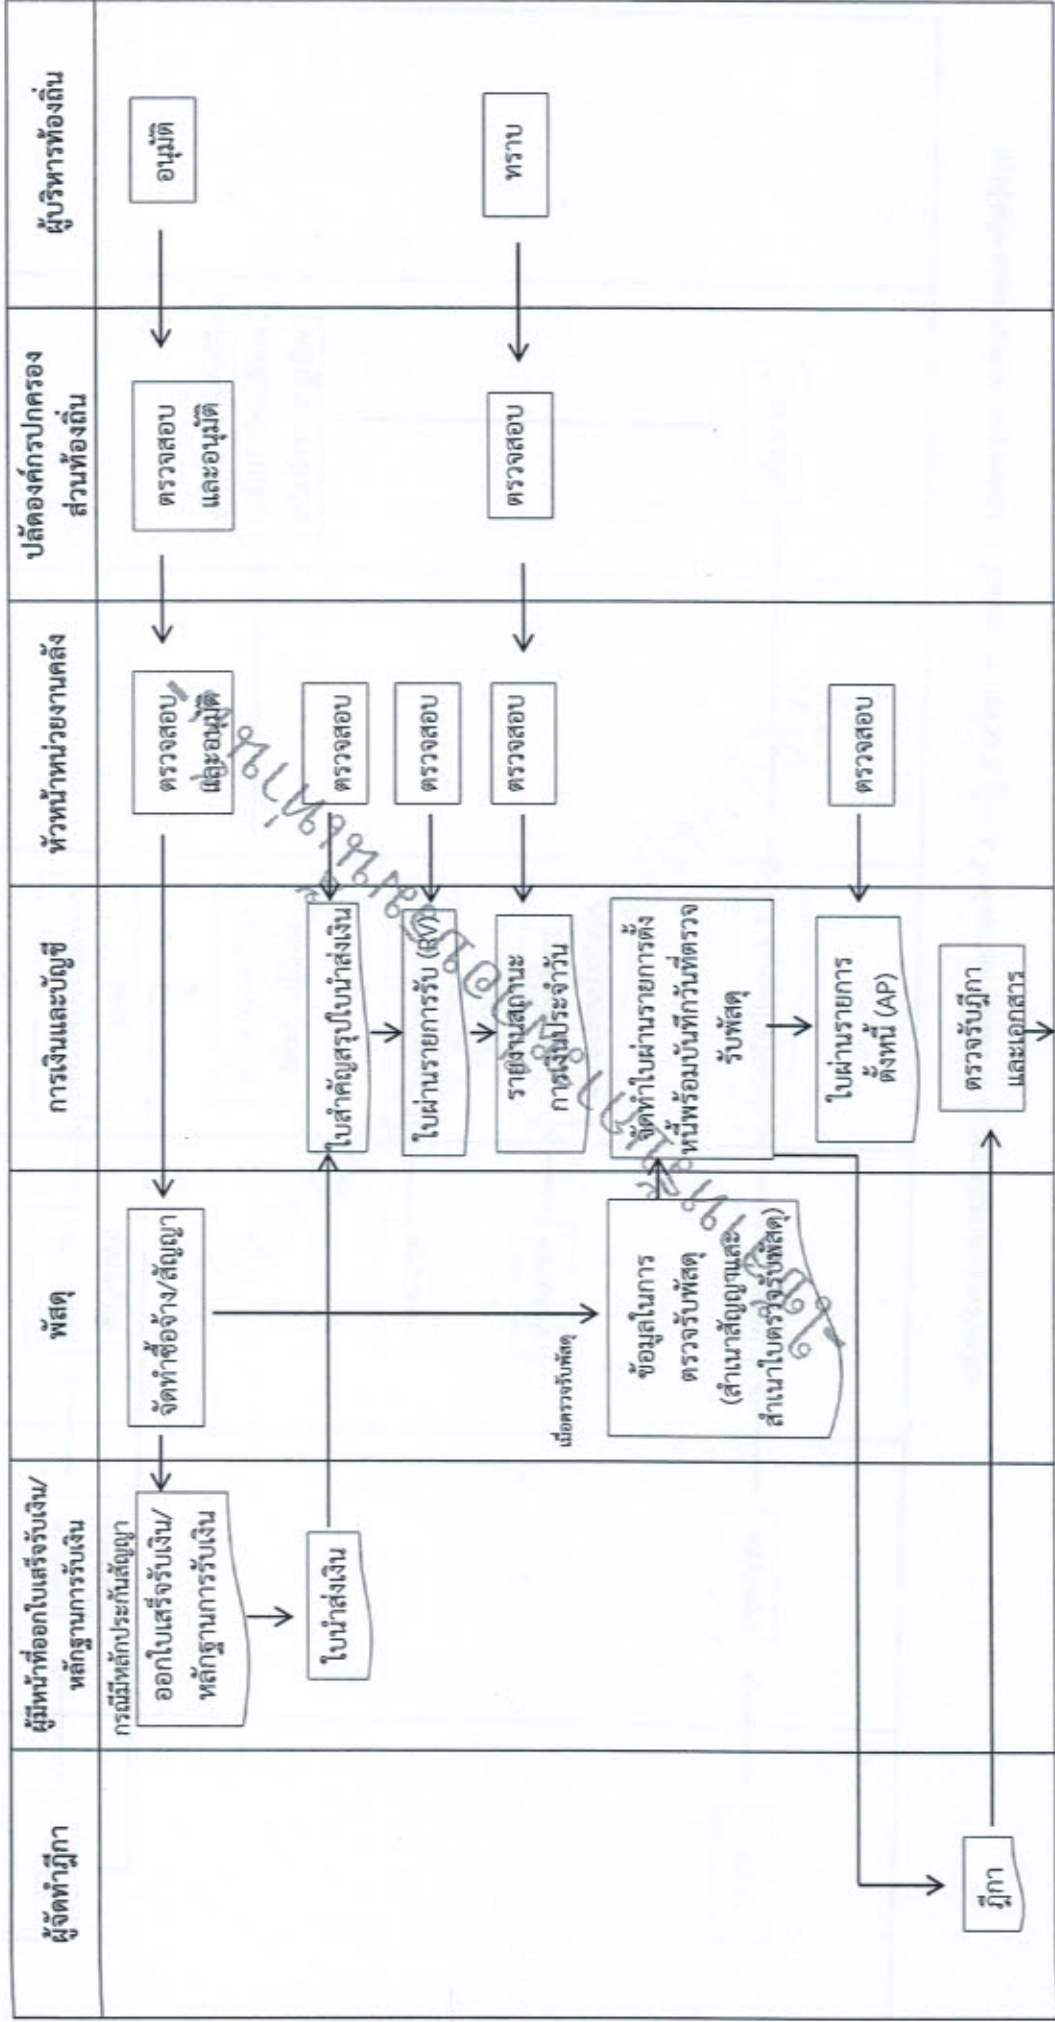 ผู้จัดทำฎีกา
ผู้มีหน้าที่ออกใบเสร็จรับเงิน/
หลักฐานการรับเงิน
พัสดุ
การเงินและบัญชี
หัวหน้าหน่วยงานคลัง
ปลัดองค์กรปกครอง
ส่วนท้องถิ่น
ผู้บริหารท้องถิ่น
กรณีมีหลักประกันสัญญา
ออกใบเสร็จรับเงิน/
หลักฐานการรับเงิน
จัดทำซื้อจ้าง/สัญญา
ตรวจสอบ
และอนุมัติ
ตรวจสอบ
และอนุมัติ
อนุมัติ
ใบนำส่งเงิน
ใบสำคัญสรุปใบนำส่งเงิน
ตรวจสอบ
ใบผ่านรายการรับ (RV)
ตรวจสอบ
รายงานสถานะ
การเงินประจำวัน
ตรวจสอบ
ตรวจสอบ
ทราบ
เมื่อตรวจรับพัสดุ
ข้อมูลในการ
ตรวจรับพัสดุ
(สำเนาสัญญาและ
สำเนาใบตรวจรับพัสดุ)
จัดทำใบผ่านรายการตั้ง
หนี้พร้อมบันทึกวันที่ตรวจ
รับพัสดุ
ใบผ่านรายการ
ตั้งหนี้ (AP)
ตรวจสอบ
ฎีกา
ตรวจรับฎีกา
และเอกสาร